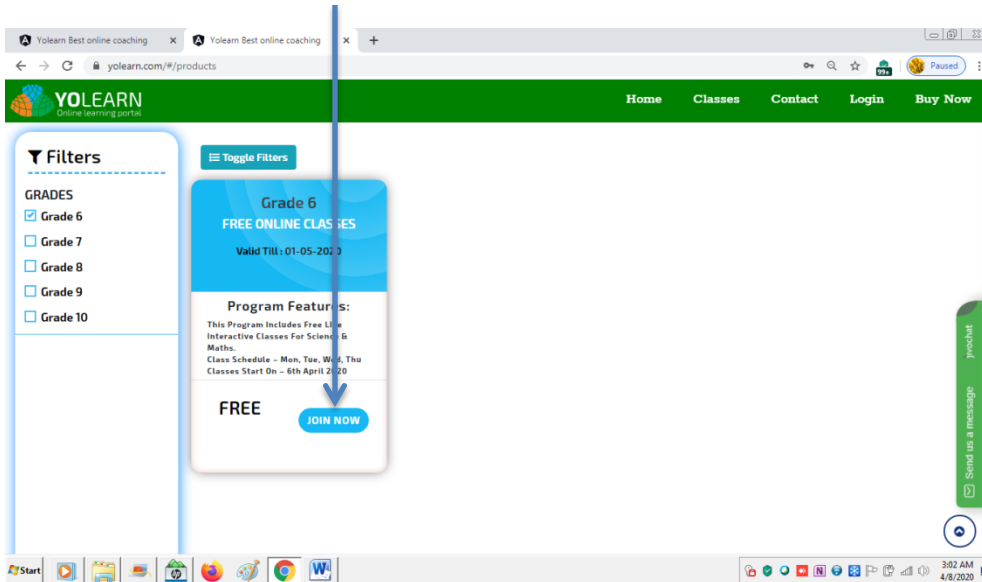 Yolearn Best online coaching
Yolearn Best online coaching
yolearn.com/#/products
99+
Paused
YOLEARN
Online learning portal
Home Classes Contact Login Buy Now
Filters
GRADES
Grade 6
Grade 7
Grade 8
Grade 9
Grade 10
Toggle Filters
Grade 6
FREE ONLINE CLASSES
Valid Till : 01-05-2020
Program Features:
This Program Includes Free Live
Interactive Classes For Science &
Maths.
Class Schedule – Mon, Tue, Wed, Thu
Classes Start On – 6th April 2020
FREE
JOIN NOW
Send us a message
jivochat
Start
3:02 AM
4/8/2020